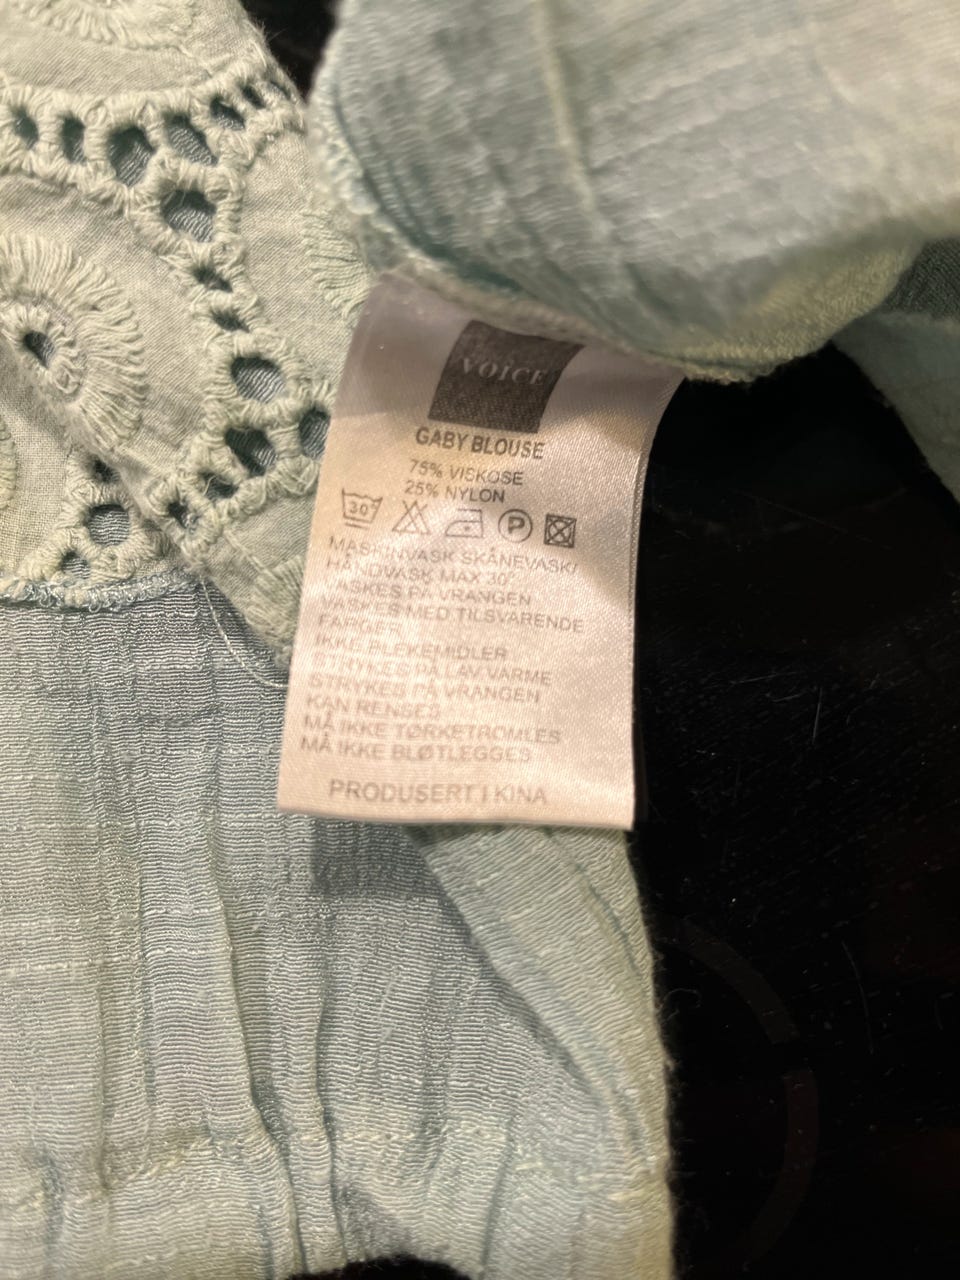 VOICE
GABY BLOUSE
75% VISKOSE
25% NYLON
30° P
MASKINVASK SKÅNEVASK/
HÅNDVASK MAX 30°
VASKES PÅ VRANGEN
VASKES MED TILSVARENDE
FARGER
IKKE BLEKEMIDLER
STRYKES PÅ LAV VARME
STRYKES PÅ VRANGEN
KAN RENSES
MÅ IKKE TØRKETROMLES
MÅ IKKE BLØTLEGGES
PRODUSERT I KINA